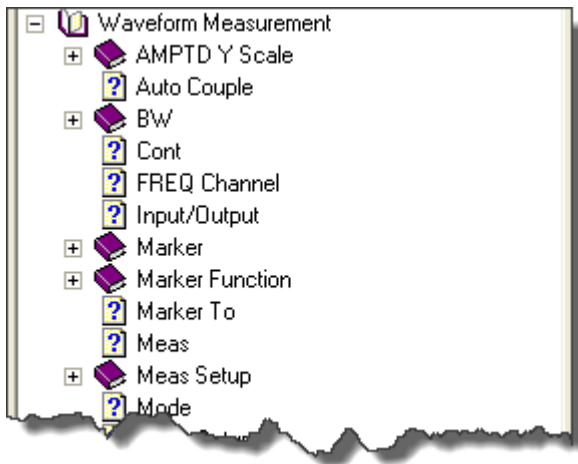 Waveform Measurement
AMPTD Y Scale
Auto Couple
BW
Cont
FREQ Channel
Input/Output
Marker
Marker Function
Marker To
Meas
Meas Setup
Mode